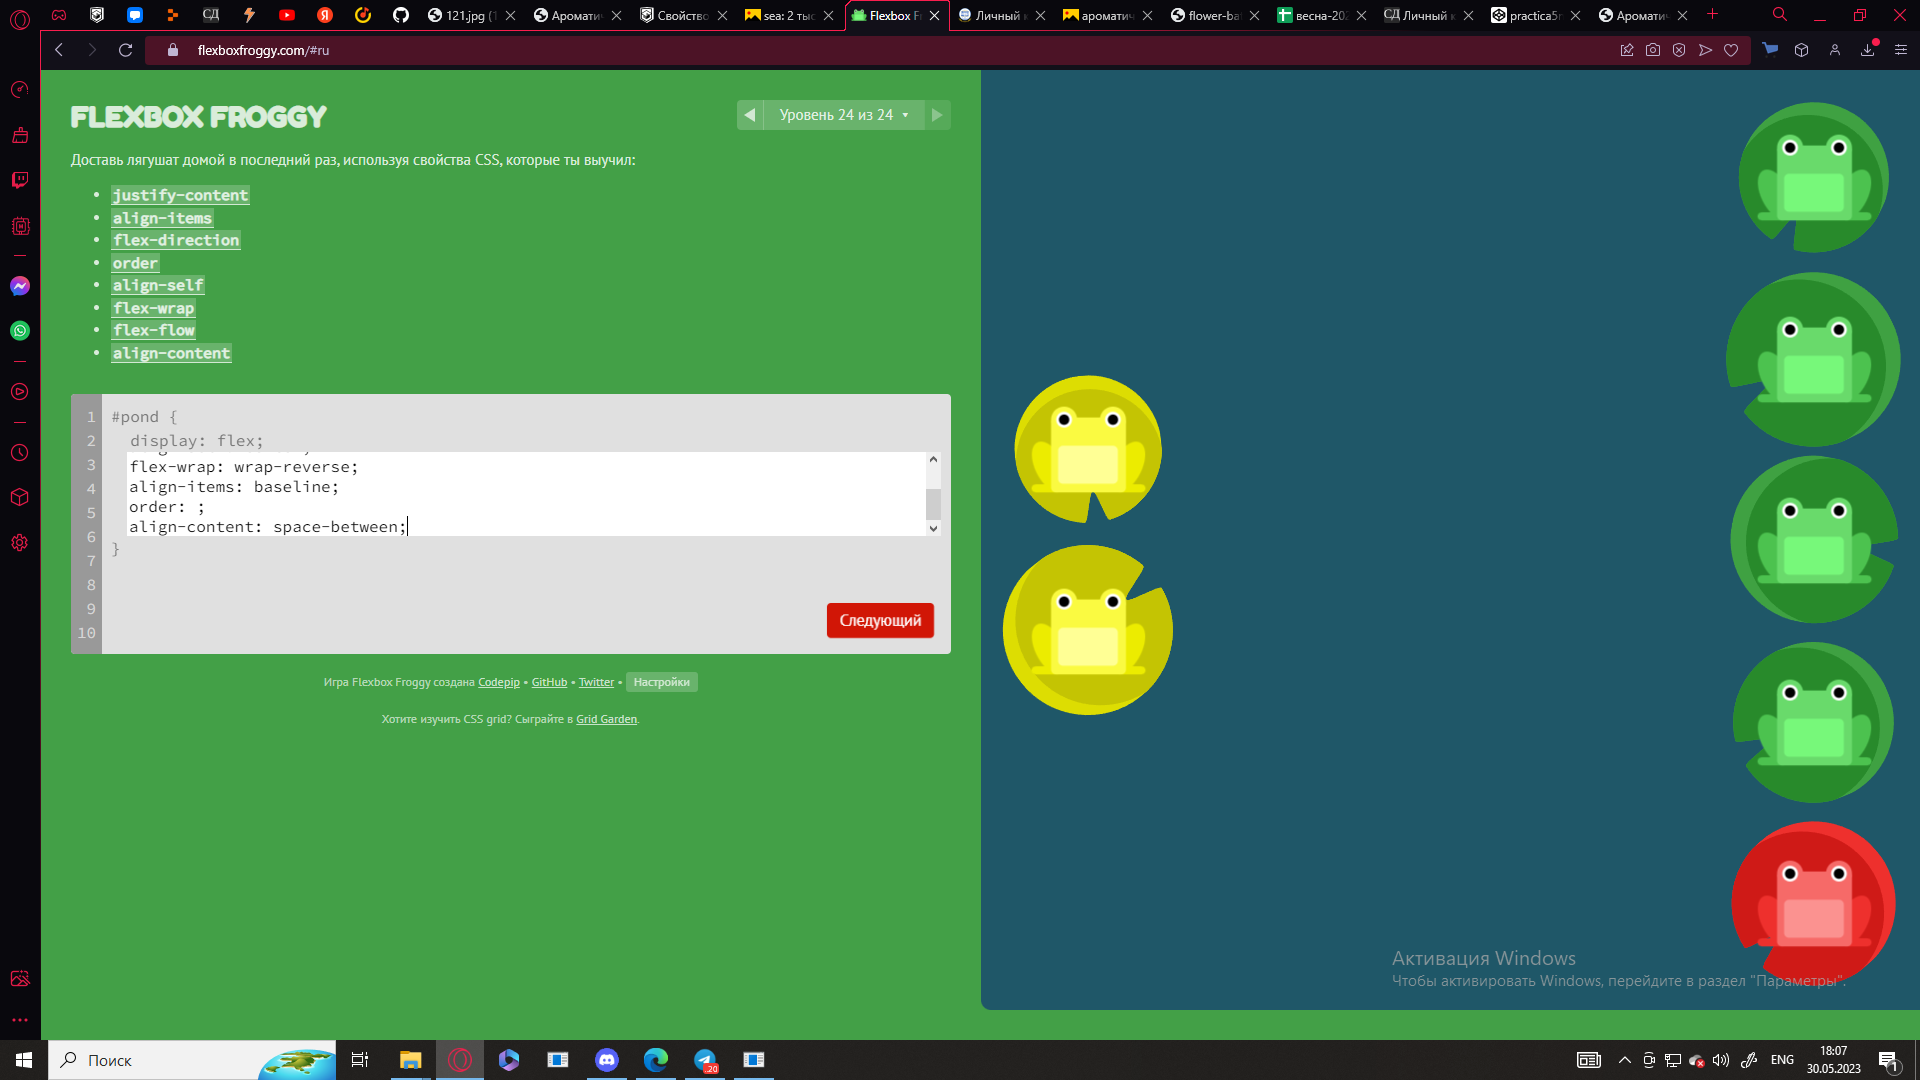 121.jpg (1
Аромати
Свойство
sea: 2 тыс
Flexbox Fr
Личный к
ароматич
flower-ba
весна-202
СД Личный к
practica5r
Аромати
flexboxfroggy.com/#ru
FLEXBOX FROGGY
Уровень 24 из 24
Доставь лягушат домой в последний раз, используя свойства CSS, которые ты выучил:
justify-content
align-items
flex-direction
order
align-self
flex-wrap
flex-flow
align-content
1 #pond {
2 display: flex;
3 flex-wrap: wrap-reverse;
4 align-items: baseline;
5 order: ;
6 align-content: space-between;
7 }
8
9
10
Следующий
Игра Flexbox Froggy создана Codepip • GitHub • Twitter • Настройки
Хотите изучить CSS grid? Сыграйте в Grid Garden.
Активация Windows
Чтобы активировать Windows, перейдите в раздел "Параметры".
Поиск
20
ENG
18:07
30.05.2023
1